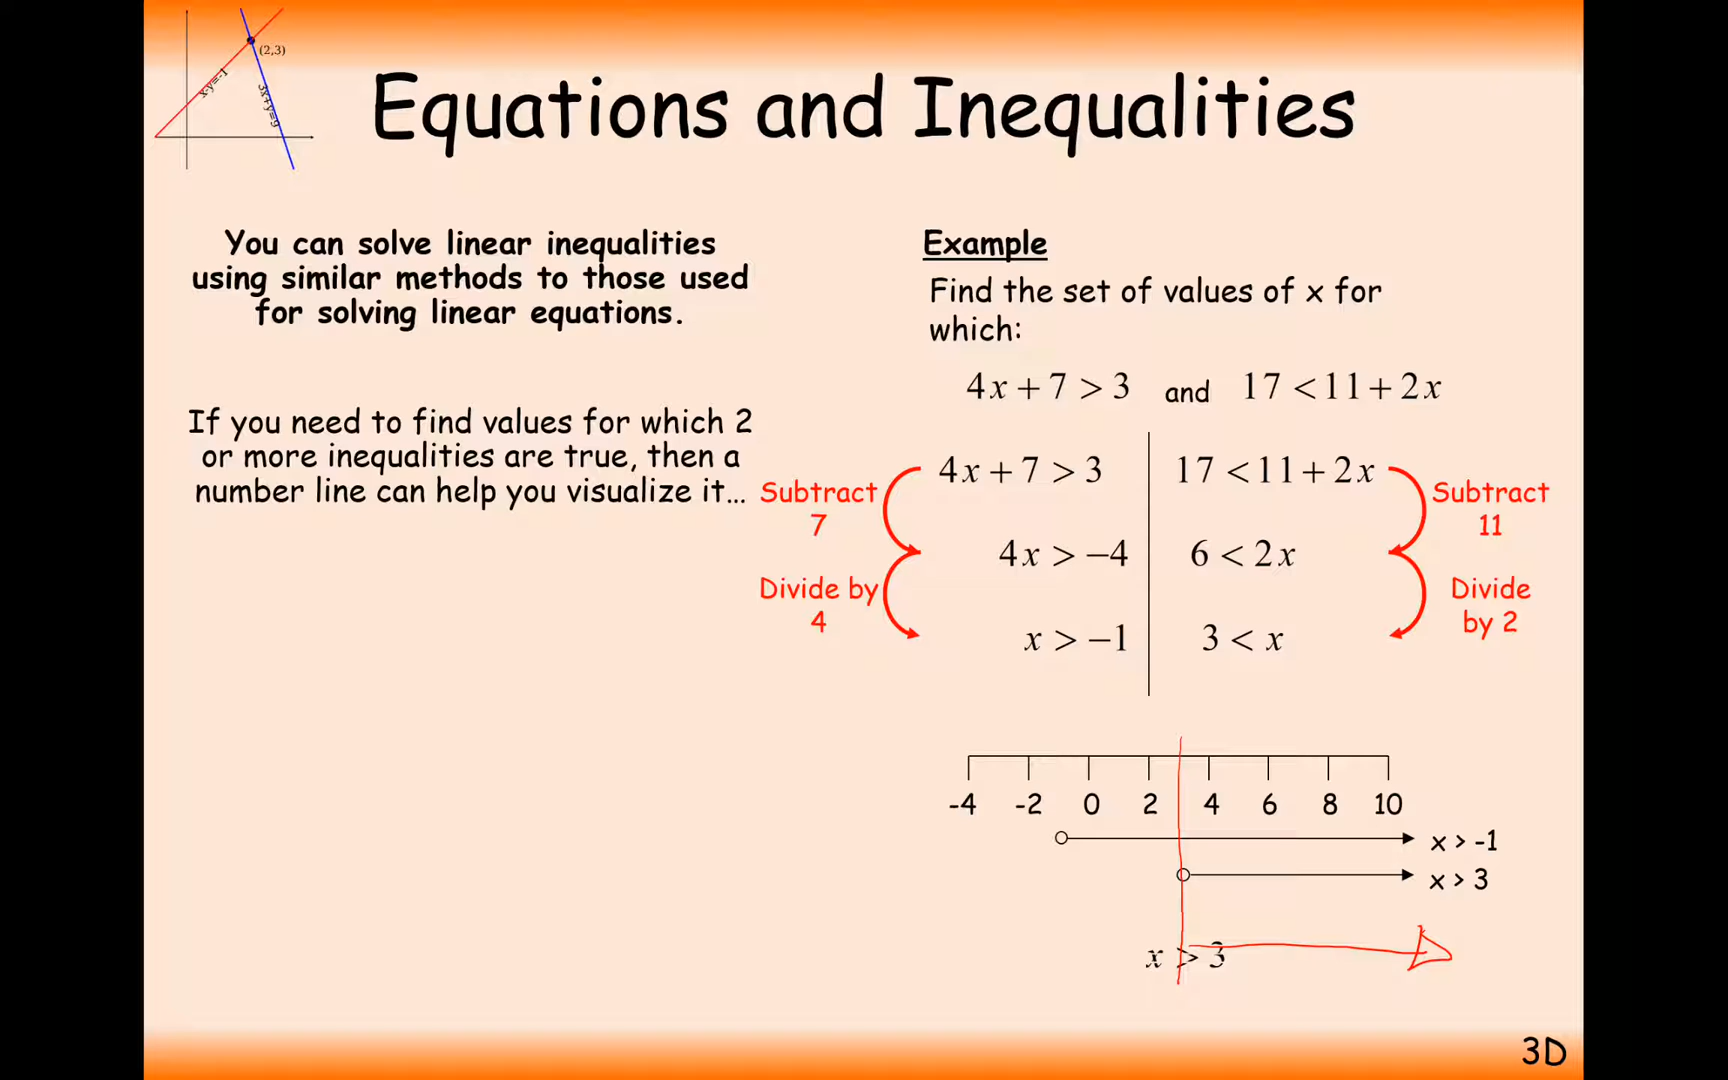 (2,3)
x-y=-1
3x+y=9
Equations and Inequalities
You can solve linear inequalities
using similar methods to those used
for solving linear equations.
If you need to find values for which 2
or more inequalities are true, then a
number line can help you visualize it…
Example
Find the set of values of x for
which:
4x + 7 > 3 and 17 < 11 + 2x
Subtract
7
4x + 7 > 3
17 < 11 + 2x
Subtract
11
4x > −4
6 < 2x
Divide by
4
Divide
by 2
x > −1
3 < x
-4 -2 0 2 4 6 8 10
x > -1
x > 3
x > 3
3D